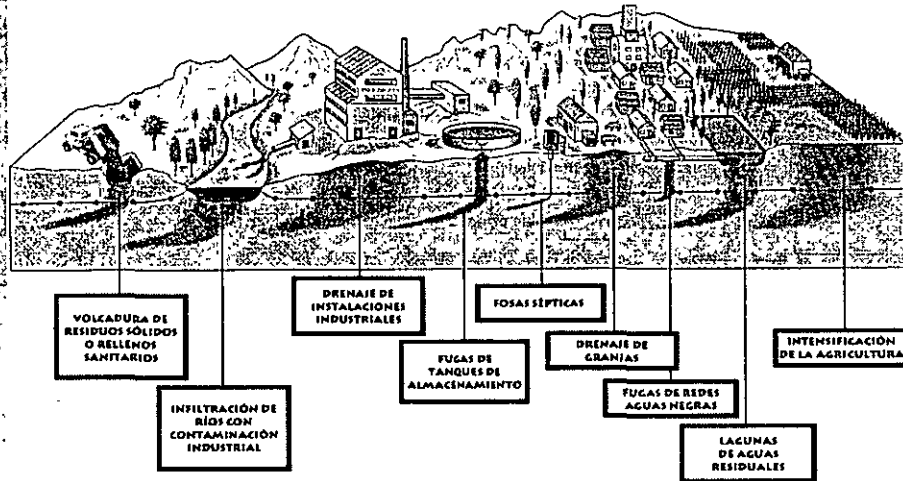 VOLCADURA DE
RESIDUOS SÓLIDOS
O RELLENOS
SANITARIOS
INFILTRACIÓN DE
RÍOS CON
CONTAMINACIÓN
INDUSTRIAL
DRENAJE DE
INSTALACIONES
INDUSTRIALES
FUGAS DE
TANQUES DE
ALMACENAMIENTO
FOSAS SÉPTICAS
DRENAJE DE
GRANJAS
FUGAS DE REDES
AGUAS NEGRAS
LAGUNAS
DE AGUAS
RESIDUALES
INTENSIFICACIÓN
DE LA AGRICULTURA